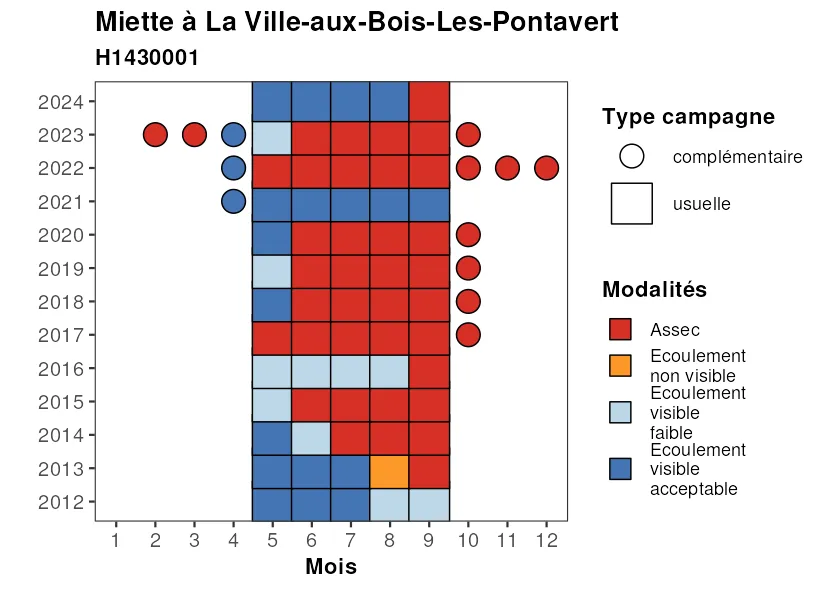 Miette à La Ville-aux-Bois-Les-Pontavert
H1430001
2024
2023
2022
2021
2020
2019
2018
2017
2016
2015
2014
2013
2012
1 2 3 4 5 6 7 8 9 10 11 12
Mois
Type campagne
complémentaire
usuelle
Modalités
Assec
Ecoulement
non visible
Ecoulement
visible
faible
Ecoulement
visible
acceptable